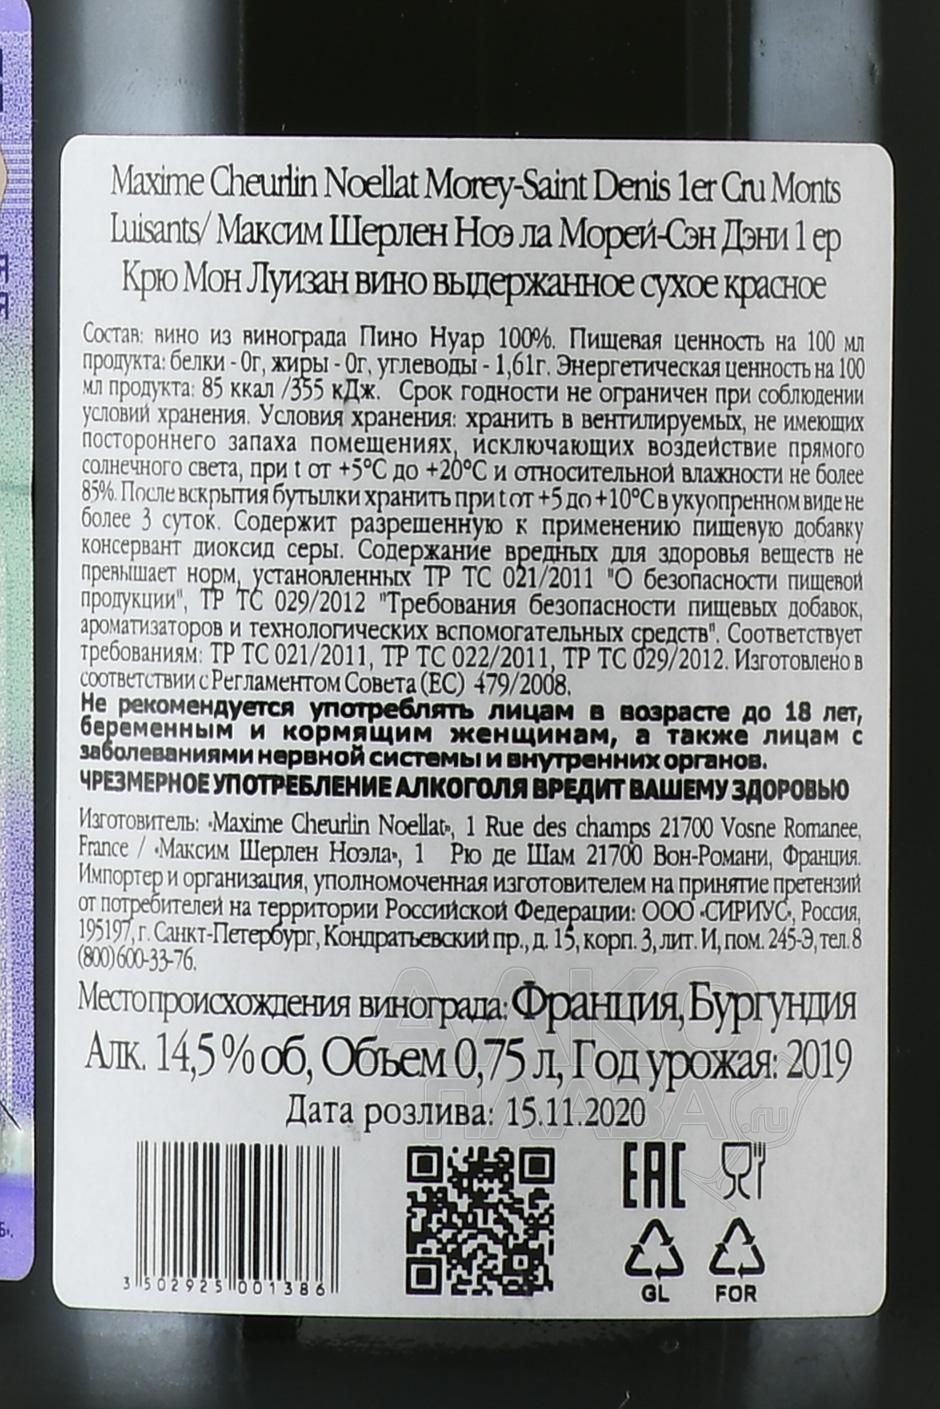 Maxime Cheurlin Noellat Morey-Saint Denis 1er Cru Monts
Luisants/ Максим Шерлен Ноэ ла Морей-Сэн Дэни 1 ер
Крю Мон Луизан вино выдержанное сухое красное
Состав: вино из винограда Пино Нуар 100%. Пищевая ценность на 100 мл
продукта: белки - 0г, жиры - 0г, углеводы - 1,61г. Энергетическая ценность на 100
мл продукта: 85 ккал /355 кДж. Срок годности не ограничен при соблюдении
условий хранения. Условия хранения: хранить в вентилируемых, не имеющих
постороннего запаха помещениях, исключающих воздействие прямого
солнечного света, при t от +5°C до +20°C и относительной влажности не более
85%. После вскрытия бутылки хранить при t от +5 до +10°C в укупоренном виде не
более 3 суток. Содержит разрешенную к применению пищевую добавку
консервант диоксид серы. Содержание вредных для здоровья веществ не
превышает норм, установленных ТР ТС 021/2011 "О безопасности пищевой
продукции", ТР ТС 029/2012 "Требования безопасности пищевых добавок,
ароматизаторов и технологических вспомогательных средств". Соответствует
требованиям: ТР ТС 021/2011, ТР ТС 022/2011, ТР ТС 029/2012. Изготовлено в
соответствии с Регламентом Совета (ЕС) 479/2008.
Не рекомендуется употреблять лицам в возрасте до 18 лет,
беременным и кормящим женщинам, а также лицам с
заболеваниями нервной системы и внутренних органов.
ЧРЕЗМЕРНОЕ УПОТРЕБЛЕНИЕ АЛКОГОЛЯ ВРЕДИТ ВАШЕМУ ЗДОРОВЬЮ
Изготовитель: «Maxime Cheurlin Noellat», 1 Rue des champs 21700 Vosne Romanee,
France / «Максим Шерлен Ноэла», 1 Рю де Шам 21700 Вон-Романи, Франция.
Импортер и организация, уполномоченная изготовителем на принятие претензий
от потребителей на территории Российской Федерации: ООО «СИРИУС», Россия,
195197, г. Санкт-Петербург, Кондратьевский пр., д. 15, корп. 3, лит. И, пом. 245-Э, тел. 8
(800) 600-33-76.
Место происхождения винограда: Франция, Бургундия
Алк. 14,5 % об, Объем 0,75 л, Год урожая: 2019
Дата розлива: 15.11.2020
3 502925 001386
EAC
GL FOR
АЛКО
ПЛАЗА.ru